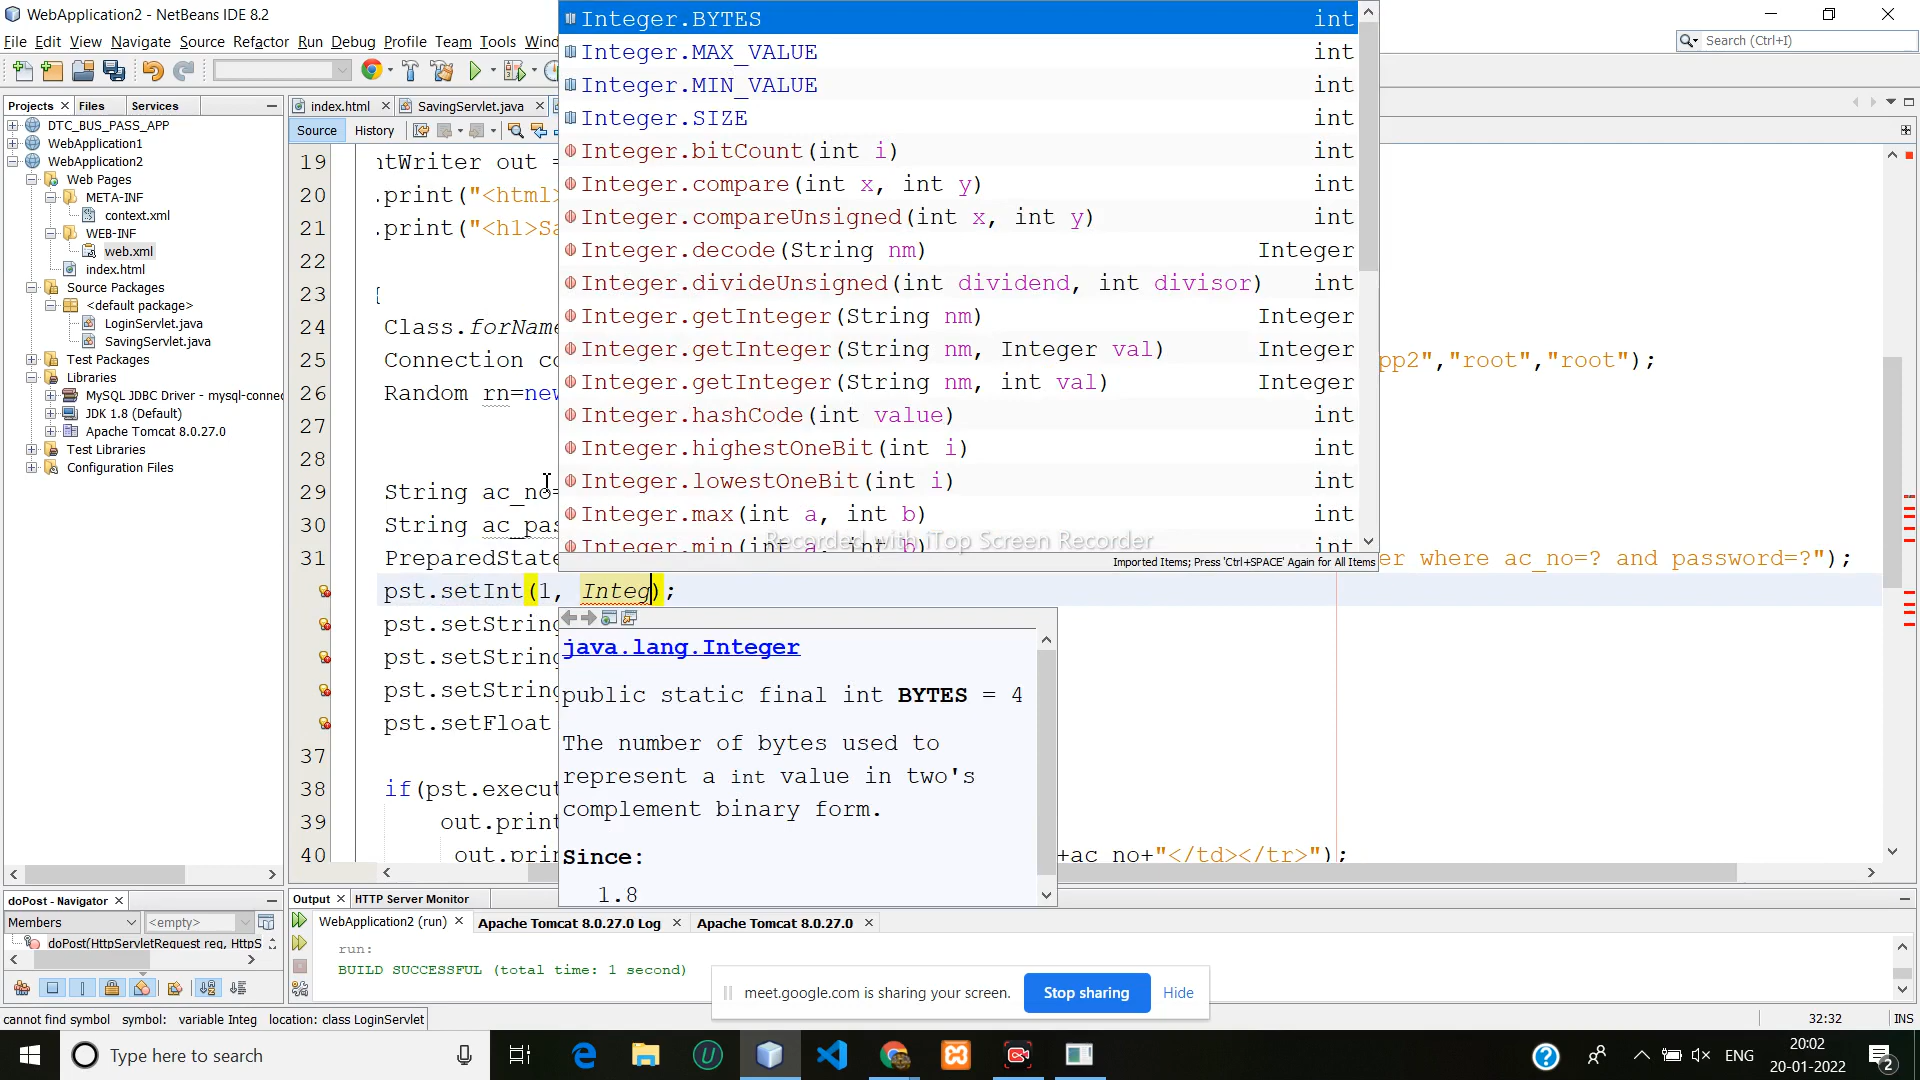 WebApplication2 - NetBeans IDE 8.2
File Edit View Navigate Source Refactor Run Debug Profile Team Tools Wind
Search (Ctrl+I)
Projects Files Services
index.html SavingServlet.java
Source History
DTC_BUS_PASS_APP
WebApplication1
WebApplication2
Web Pages
META-INF
context.xml
WEB-INF
web.xml
index.html
Source Packages
<default package>
LoginServlet.java
SavingServlet.java
Test Packages
Libraries
MySQL JDBC Driver - mysql-connec
JDK 1.8 (Default)
Apache Tomcat 8.0.27.0
Test Libraries
Configuration Files
Integer.BYTES int
Integer.MAX_VALUE int
Integer.MIN_VALUE int
Integer.SIZE int
Integer.bitCount(int i) int
Integer.compare(int x, int y) int
Integer.compareUnsigned(int x, int y) int
Integer.decode(String nm) Integer
Integer.divideUnsigned(int dividend, int divisor) int
Integer.getInteger(String nm) Integer
Integer.getInteger(String nm, Integer val) Integer
Integer.getInteger(String nm, int val) Integer
Integer.hashCode(int value) int
Integer.highestOneBit(int i) int
Integer.lowestOneBit(int i) int
Integer.max(int a, int b) int
Integer.min(int a, int b) int
Recorded with iTop Screen Recorder
Imported Items; Press 'Ctrl+SPACE' Again for All Items
19 ntWriter out =
20 .print("<html>
21 .print("<h1>Sa
22
23 {
24 Class.forName
25 Connection co pp2","root","root");
26 Random rn=new
27
28
29 String ac_no=
30 String ac_pas
31 PreparedState er where ac_no=? and password=?");
pst.setInt(1, Integ);
pst.setString
pst.setString
pst.setString
pst.setFloat
37
38 if(pst.execut
39 out.print
40 out.prin +ac_no+"</td></tr>");
java.lang.Integer
public static final int BYTES = 4
The number of bytes used to
represent a int value in two's
complement binary form.
Since:
1.8
doPost - Navigator
Members <empty>
doPost(HttpServletRequest req, HttpS
Output HTTP Server Monitor
WebApplication2 (run) Apache Tomcat 8.0.27.0 Log Apache Tomcat 8.0.27.0
run:
BUILD SUCCESSFUL (total time: 1 second)
meet.google.com is sharing your screen. Stop sharing Hide
cannot find symbol symbol: variable Integ location: class LoginServlet
32:32 INS
Type here to search
ENG
20:02
20-01-2022
2